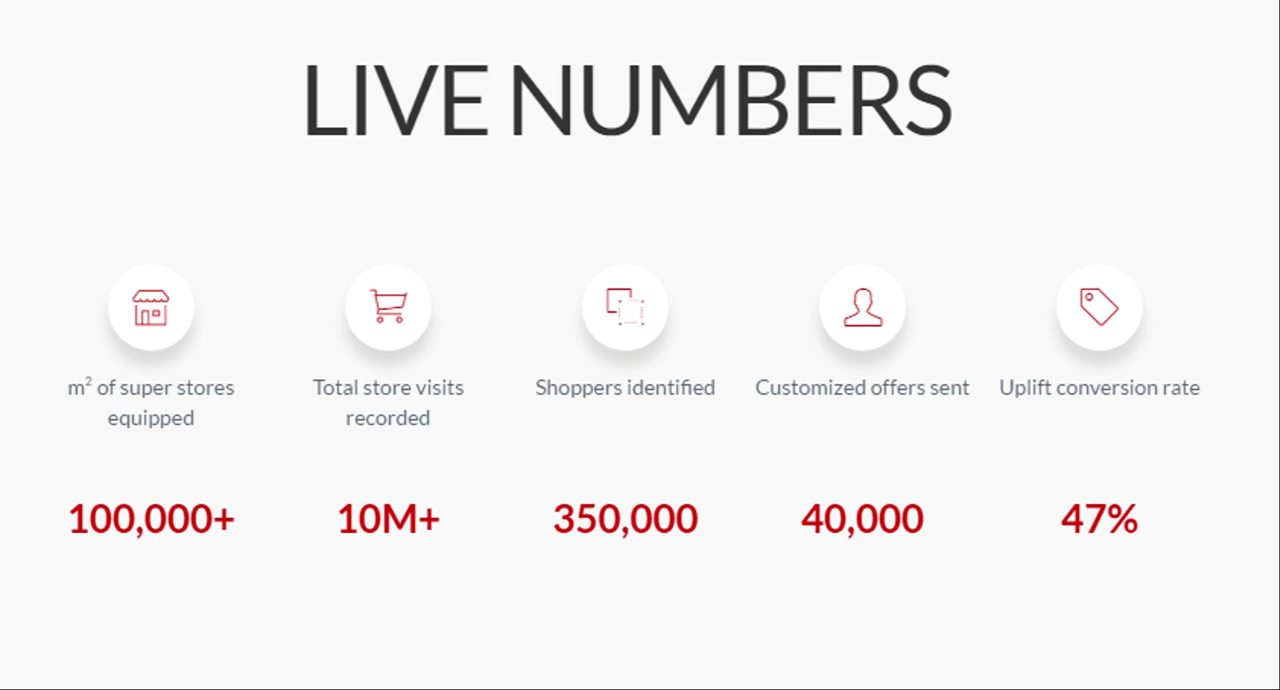 LIVE NUMBERS
m² of super stores
equipped
Total store visits
recorded
Shoppers identified
Customized offers sent
Uplift conversion rate
100,000+
10M+
350,000
40,000
47%